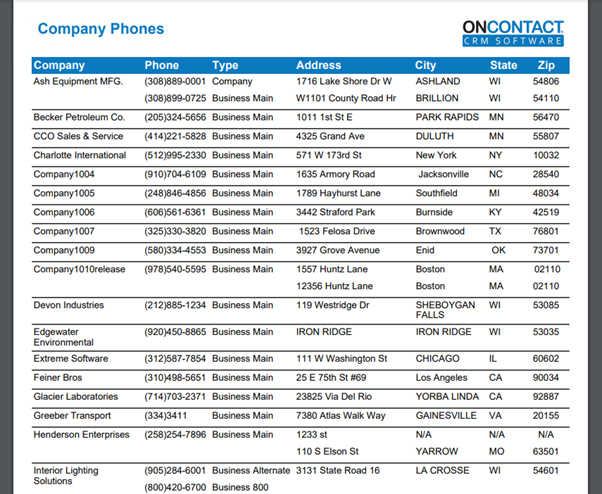 Company Phones
ONCONTACT
CRM SOFTWARE
Company Phone Type Address City State Zip
Ash Equipment MFG. (308)889-0001 Company 1716 Lake Shore Dr W ASHLAND WI 54806
(308)899-0725 Business Main W1101 County Road Hr BRILLION WI 54110
Becker Petroleum Co. (205)324-5656 Business Main 1011 1st St E PARK RAPIDS MN 56470
CCO Sales & Service (414)221-5828 Business Main 4325 Grand Ave DULUTH MN 55807
Charlotte International (512)995-2330 Business Main 571 W 173rd St New York NY 10032
Company1004 (910)704-6109 Business Main 1635 Armory Road Jacksonville NC 28540
Company1005 (248)846-4856 Business Main 1789 Hayhurst Lane Southfield MI 48034
Company1006 (606)561-6361 Business Main 3442 Straford Park Burnside KY 42519
Company1007 (325)330-3820 Business Main 1523 Felosa Drive Brownwood TX 76801
Company1009 (580)334-4553 Business Main 3927 Grove Avenue Enid OK 73701
Company1010release (978)540-5595 Business Main 1557 Huntz Lane Boston MA 02110
12356 Huntz Lane Boston MA 02110
Devon Industries (212)885-1234 Business Main 119 Westridge Dr SHEBOYGAN WI 53085
FALLS
Edgewater (920)450-8865 Business Main IRON RIDGE IRON RIDGE WI 53035
Environmental
Extreme Software (312)587-7854 Business Main 111 W Washington St CHICAGO IL 60602
Feiner Bros (310)498-5651 Business Main 25 E 75th St #69 Los Angeles CA 90034
Glacier Laboratories (714)703-2371 Business Main 23825 Via Del Rio YORBA LINDA CA 92887
Greeber Transport (334)3411 Business Main 7380 Atlas Walk Way GAINESVILLE VA 20155
Henderson Enterprises (258)254-7896 Business Main 1233 st N/A N/A N/A
110 S Elson St YARROW MO 63501
Interior Lighting (905)284-6001 Business Alternate 3131 State Road 16 LA CROSSE WI 54601
Solutions
(800)420-6700 Business 800